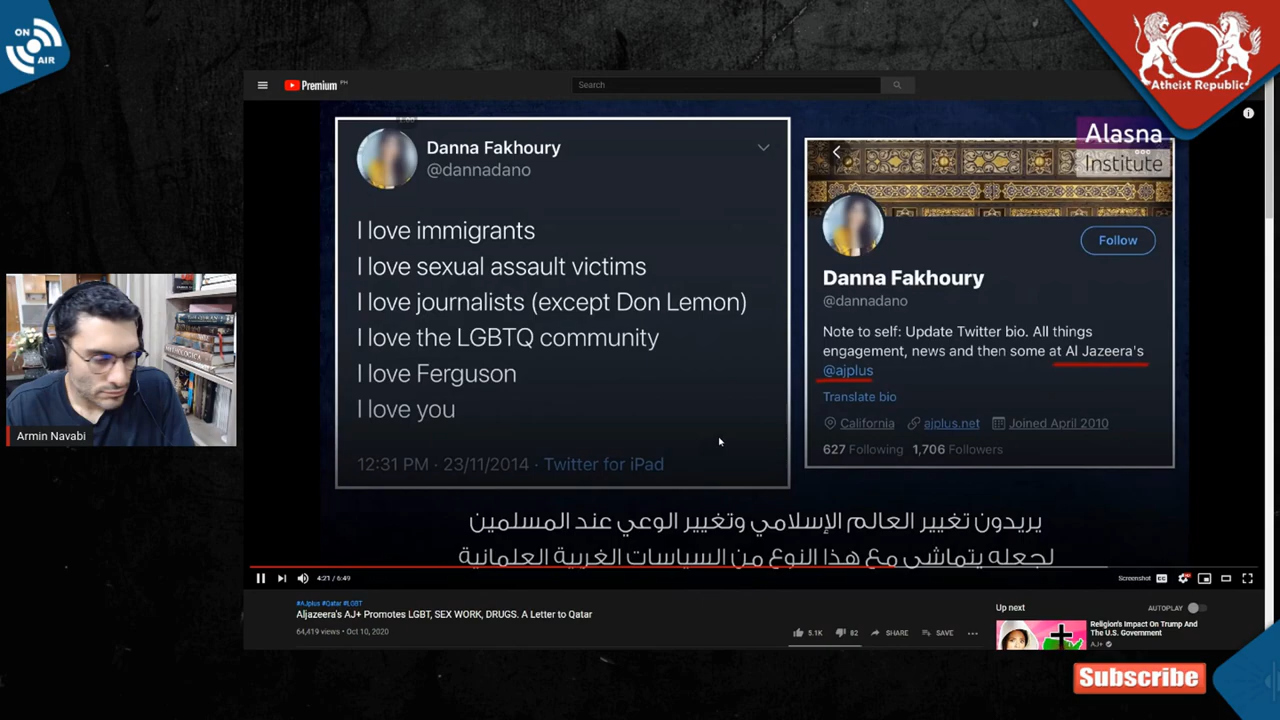 ON
AIR
Atheist Republic
Premium PH
Search
Danna Fakhoury
@dannadano
I love immigrants
I love sexual assault victims
I love journalists (except Don Lemon)
I love the LGBTQ community
I love Ferguson
I love you
12:31 PM · 23/11/2014 · Twitter for iPad
Alasna
Institute
Follow
Danna Fakhoury
@dannadano
Note to self: Update Twitter bio. All things
engagement, news and then some at Al Jazeera's
@ajplus
Translate bio
California ajplus.net Joined April 2010
627 Following 1,706 Followers
يريدون تغيير العالم الإسلامي وتغيير الوعي عند المسلمين
لجعله يتماشى مع هذا النوع من السياسات الغربية العلمانية
Armin Navabi
4:21 / 6:49
Screenshot
#AJplus #Qatar #LGBT
Aljazeera's AJ+ Promotes LGBT, SEX WORK, DRUGS. A Letter to Qatar
64,419 views • Oct 10, 2020
5.1K 82 SHARE SAVE
Up next
AUTOPLAY
Religion's Impact On Trump And
The U.S. Government
AJ+
Subscribe